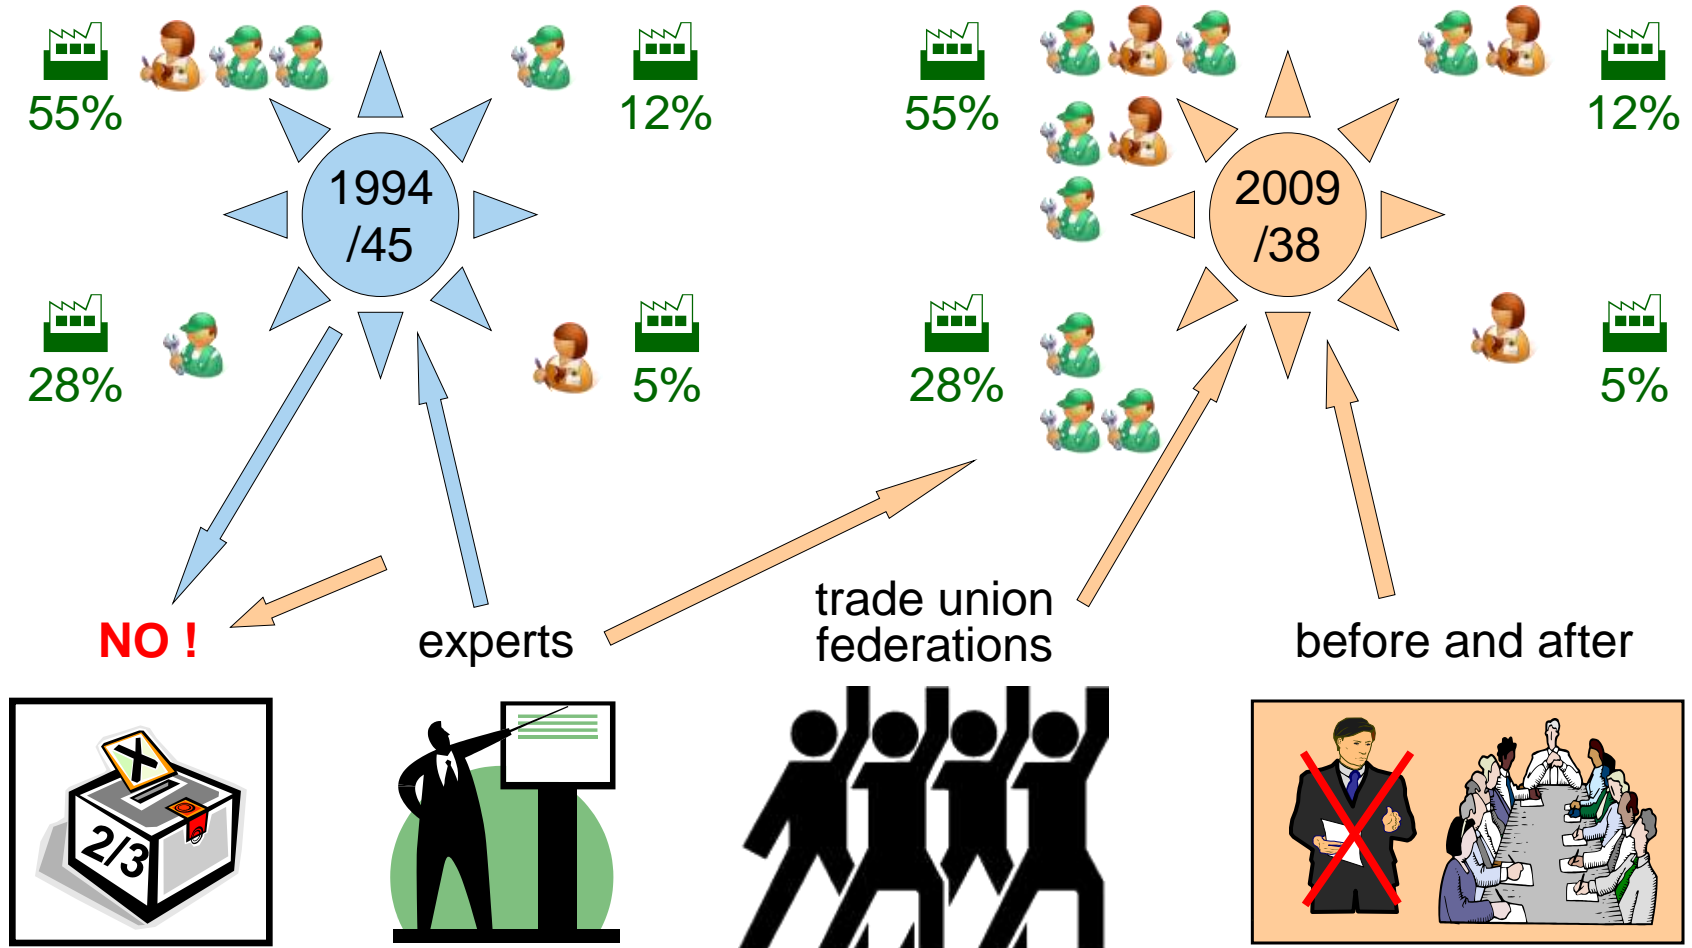 55%
12%
55%
12%
1994
/45
2009
/38
28%
5%
28%
5%
NO !
experts
trade union
federations
before and after
X
2/3